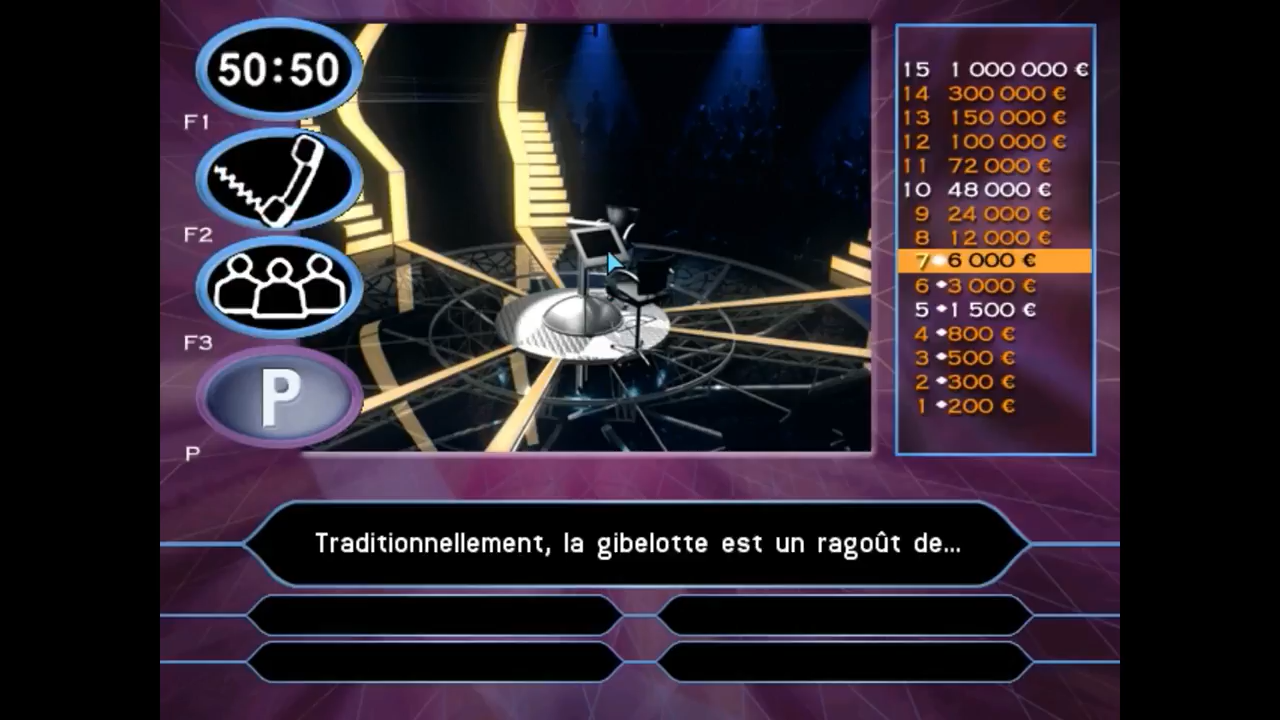 50:50
F1
F2
F3
P
P
15 1 000 000 €
14 300 000 €
13 150 000 €
12 100 000 €
11 72 000 €
10 48 000 €
9 24 000 €
8 12 000 €
7 6 000 €
6 3 000 €
5 1 500 €
4 800 €
3 500 €
2 300 €
1 200 €
Traditionnellement, la gibelotte est un ragoût de...